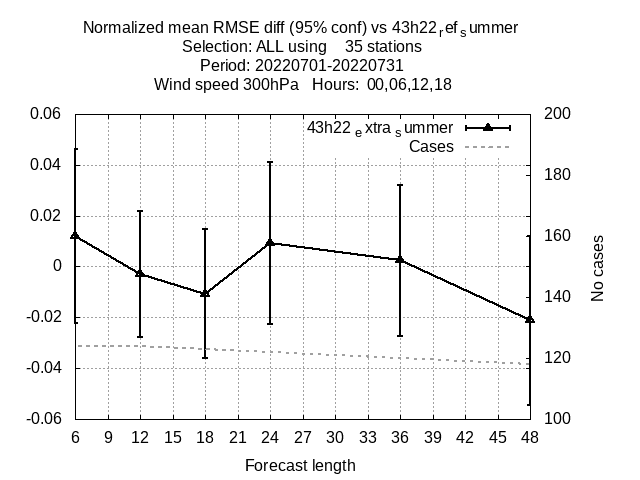 Normalized mean RMSE diff (95% conf) vs 43h22refsummer
Selection: ALL using 35 stations
Period: 20220701-20220731
Wind speed 300hPa Hours: 00,06,12,18
43h22extrasummer
Cases
0.06
0.04
0.02
0
-0.02
-0.04
-0.06
200
180
160
140
120
100
No cases
6 9 12 15 18 21 24 27 30 33 36 39 42 45 48
Forecast length